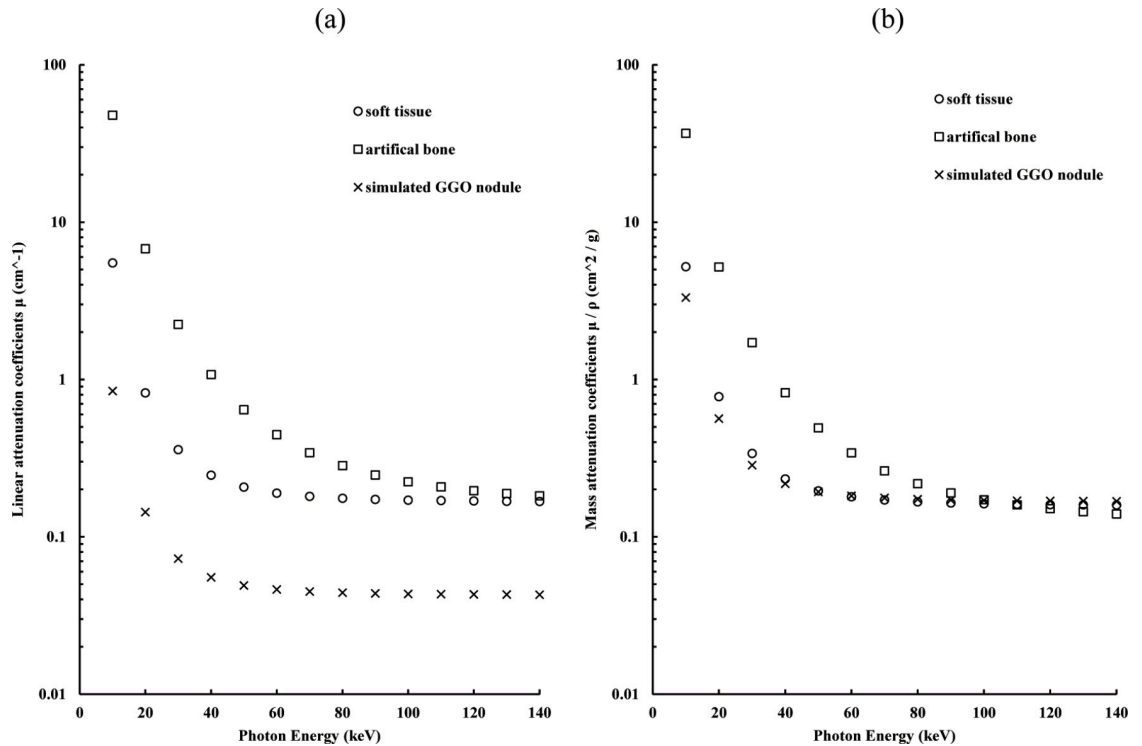 (a)
100
10
1
0.1
0.01
0 20 40 60 80 100 120 140
Linear attenuation coefficients μ (cm^-1)
Photon Energy (keV)
soft tissue
artifical bone
simulated GGO nodule
(b)
100
10
1
0.1
0.01
0 20 40 60 80 100 120 140
Mass attenuation coefficients μ / ρ (cm^2 / g)
Photon Energy (keV)
soft tissue
artifical bone
simulated GGO nodule